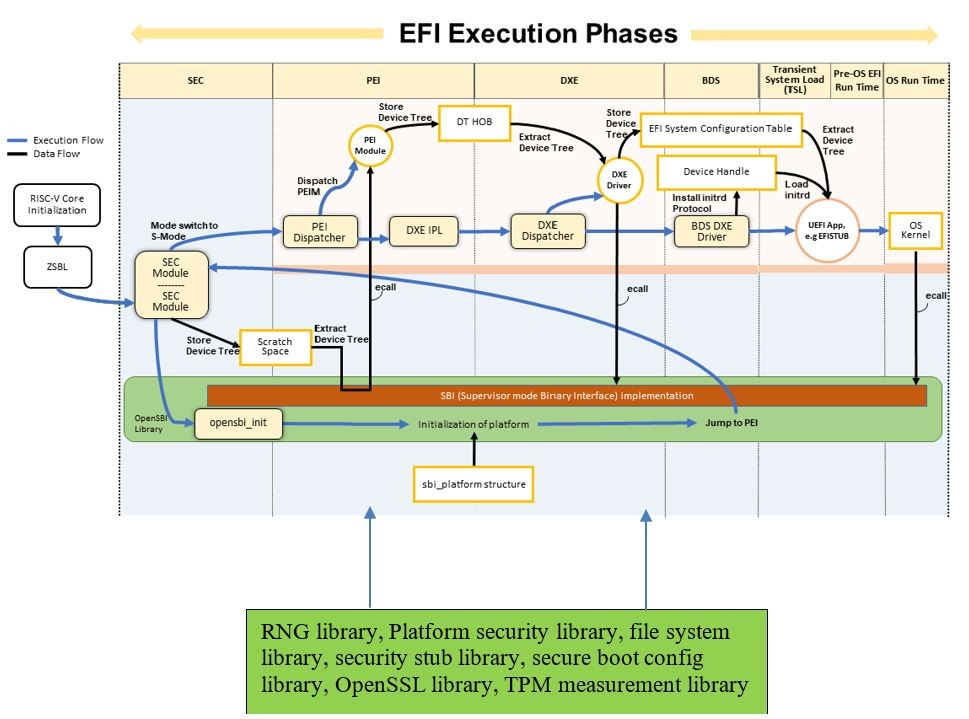 EFI Execution Phases
SEC
PEI
DXE
BDS
Transient
System Load
(TSL)
Pre-OS EFI
Run Time
OS Run Time
Execution Flow
Data Flow
RISC-V Core
Initialization
ZSBL
Mode switch to
S-Mode
SEC
Module
--------
SEC
Module
Store
Device Tree
Scratch
Space
Extract
Device Tree
Dispatch
PEIM
PEI
Dispatcher
PEI
Module
Store
Device Tree
DT HOB
Extract
Device Tree
DXE IPL
DXE
Dispatcher
DXE
Driver
Store
Device
Tree
EFI System Configuration Table
Device Handle
Install initrd
Protocol
BDS DXE
Driver
Extract
Device
Tree
Load
initrd
UEFI App,
e.g EFISTUB
OS
Kernel
ecall
ecall
ecall
SBI (Supervisor mode Binary Interface) implementation
OpenSBI
Library
opensbi_init
Initialization of platform
Jump to PEI
sbi_platform structure
RNG library, Platform security library, file system
library, security stub library, secure boot config
library, OpenSSL library, TPM measurement library